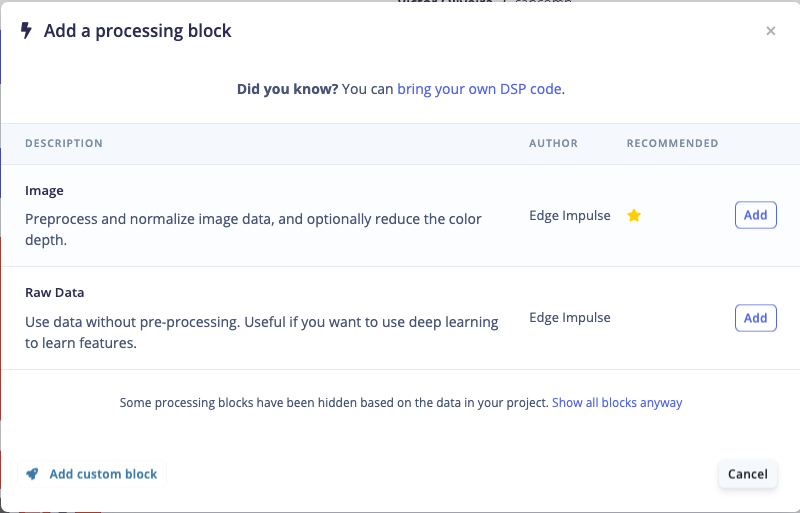 Add a processing block
×
Did you know? You can bring your own DSP code.
DESCRIPTION AUTHOR RECOMMENDED
Image
Preprocess and normalize image data, and optionally reduce the color
depth.
Edge Impulse
Add
Raw Data
Use data without pre-processing. Useful if you want to use deep learning
to learn features.
Edge Impulse
Add
Some processing blocks have been hidden based on the data in your project. Show all blocks anyway
Add custom block
Cancel